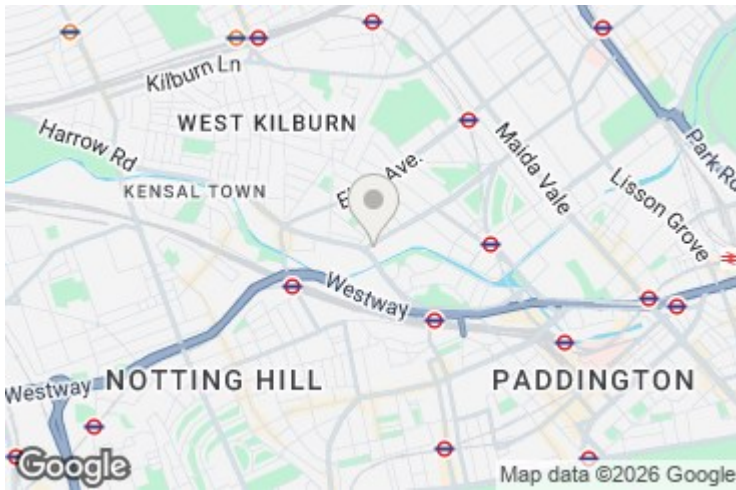 Kilburn Ln
WEST KILBURN
Harrow Rd
Maida Vale
Park Rd
Ave.
KENSAL TOWN
Lisson Grove
Westway
Westway
NOTTING HILL
PADDINGTON
Google
Map data ©2026 Google